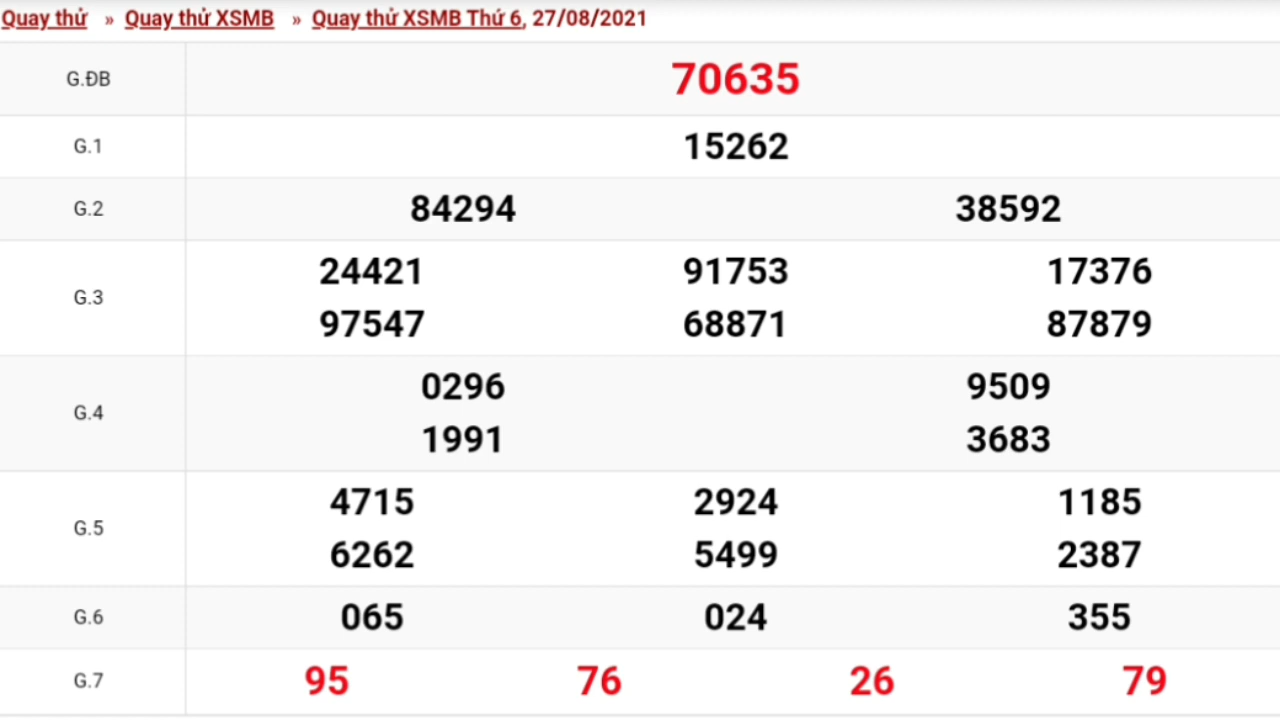 Quay thử » Quay thử XSMB » Quay thử XSMB Thứ 6, 27/08/2021
G.ĐB 70635
G.1 15262
G.2 84294 38592
G.3 24421 91753 17376
97547 68871 87879
G.4 0296 9509
1991 3683
G.5 4715 2924 1185
6262 5499 2387
G.6 065 024 355
G.7 95 76 26 79